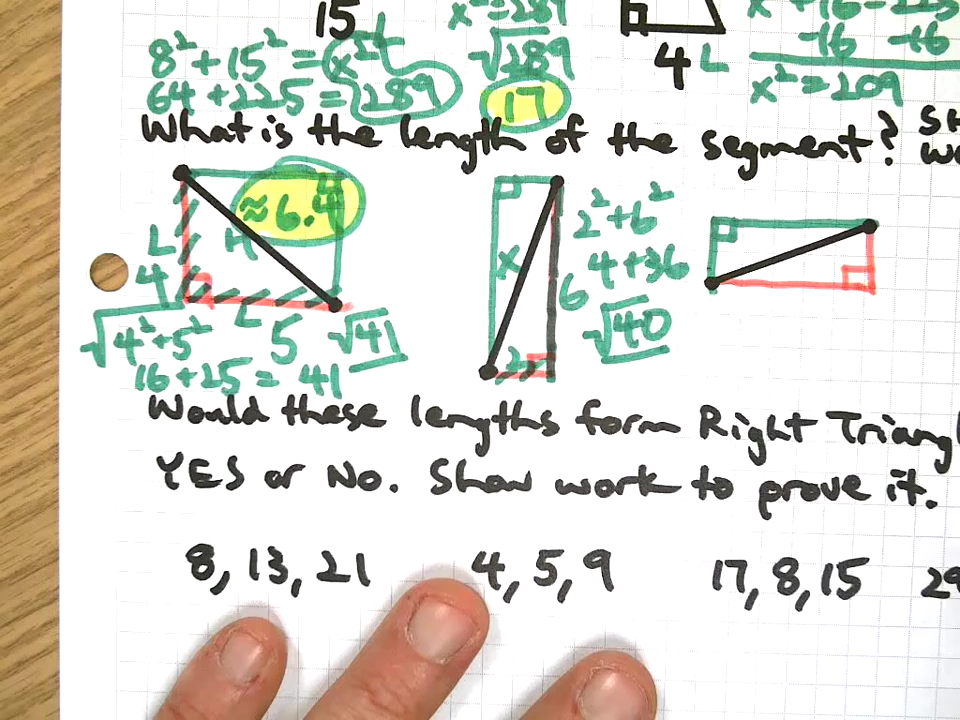 15
x² = 289
8² + 15² = x²
√289
64 + 225 = 289
17
4 L
-16 -16
x² = 209
What is the length of the segment?
≈ 6.4
L
H
4
L
5
√4² + 5²
√41
16 + 25 = 41
x
6
2
2² + 6²
4 + 36
√40
Would these lengths form Right
YES or No. Show work to prove it.
8, 13, 21
4, 5, 9
17, 8, 15